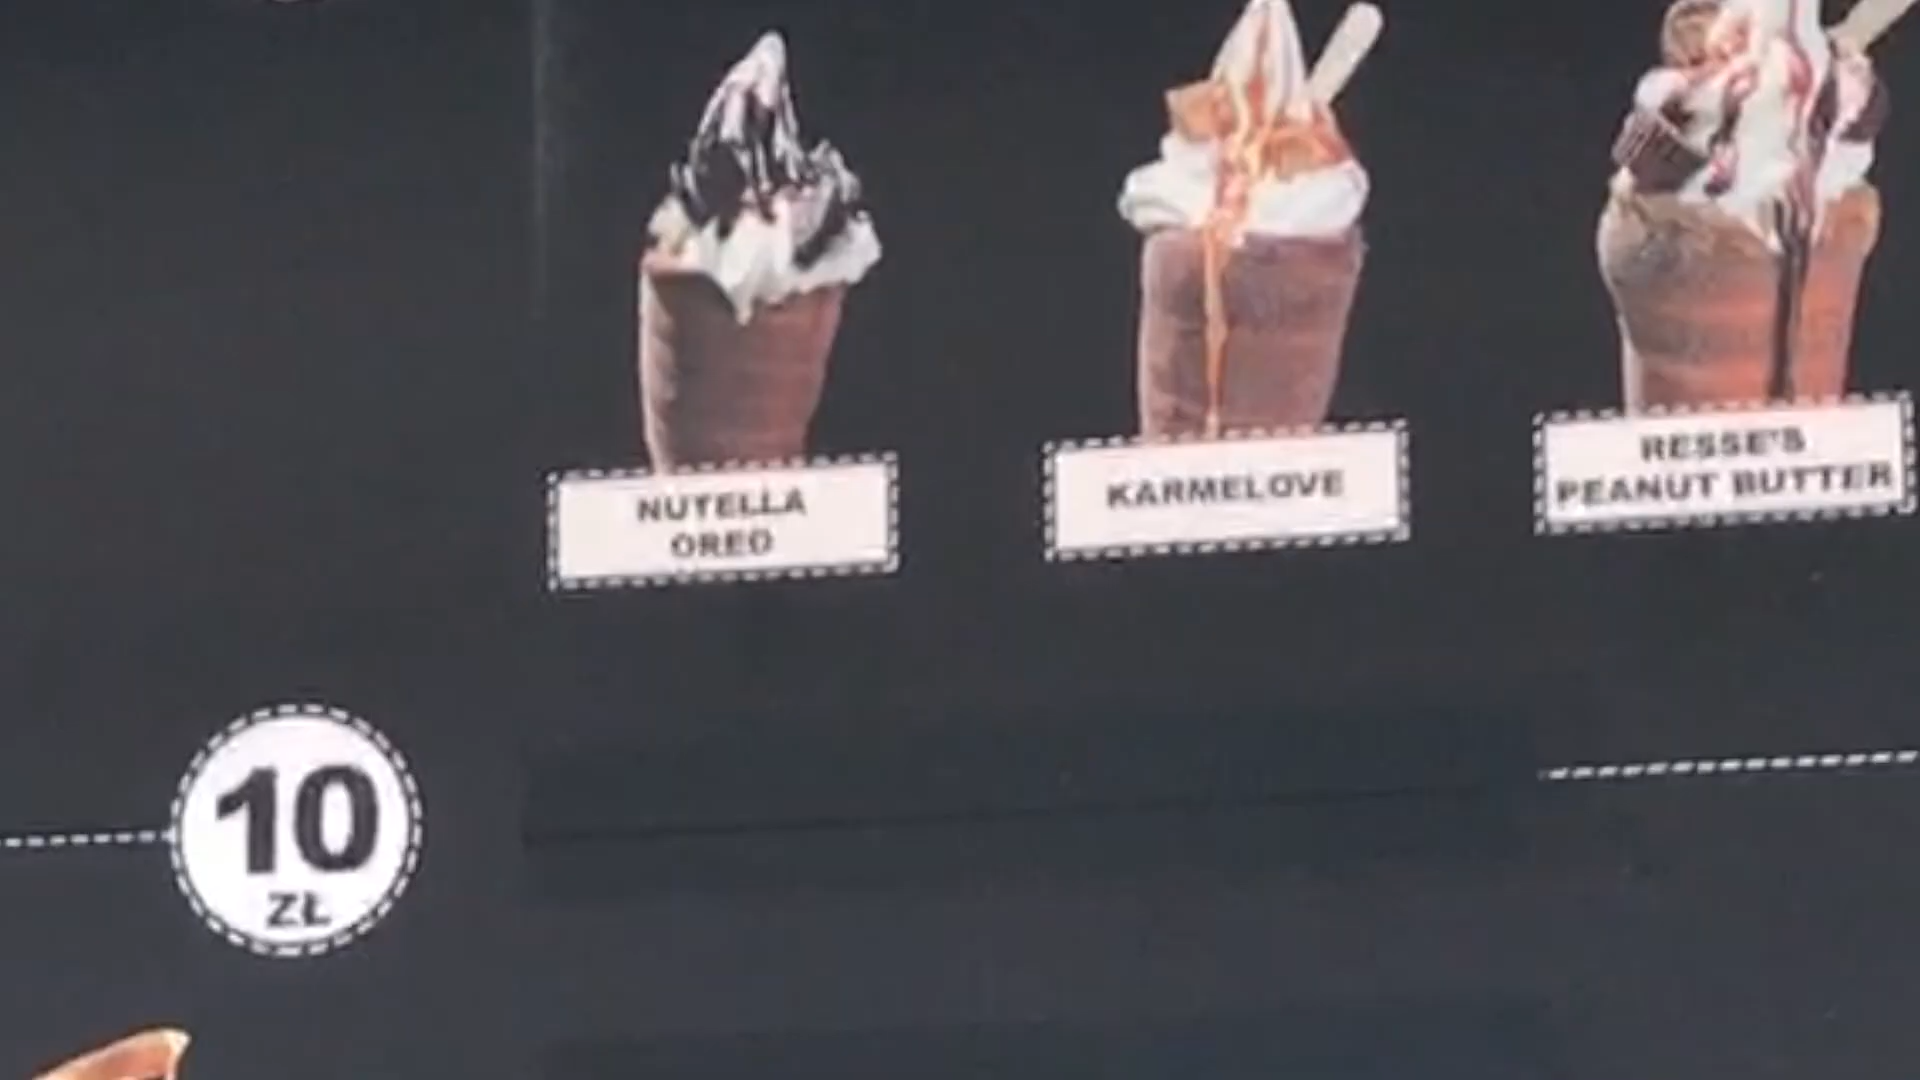 NUTELLA
OREO
KARMELOVE
RESSE'S
PEANUT BUTTER
10
ZŁ